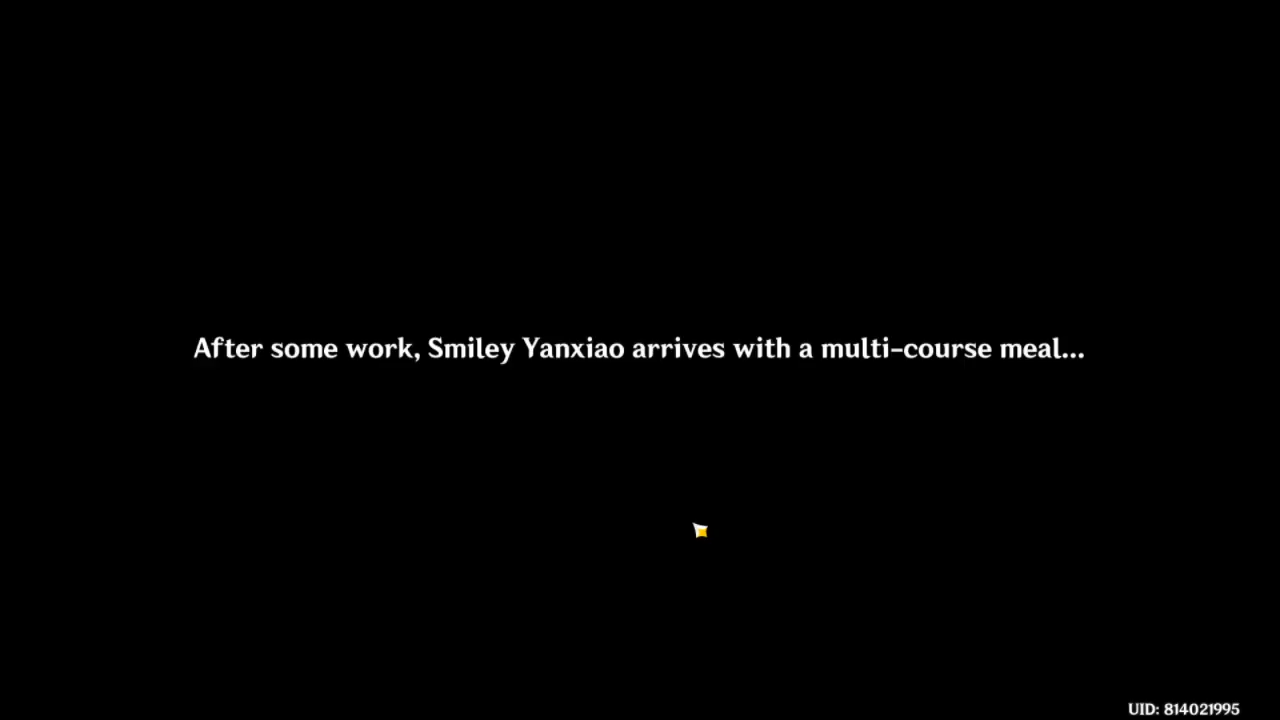 After some work, Smiley Yanxiao arrives with a multi-course meal...
UID: 814021995